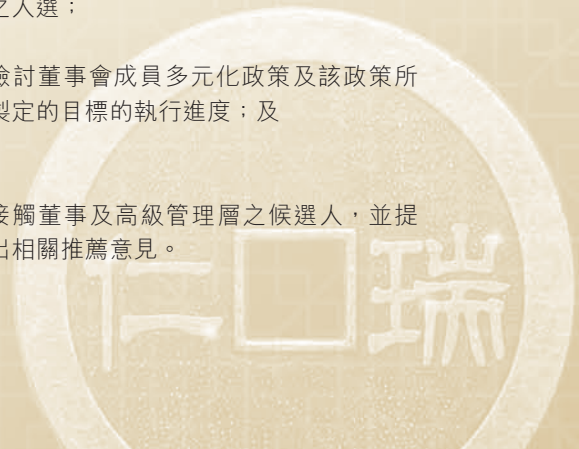 之人選；
檢討董事會成員多元化政策及該政策所
製定的目標的執行進度；及
接觸董事及高級管理層之候選人，並提
出相關推薦意見。
仁 瑞